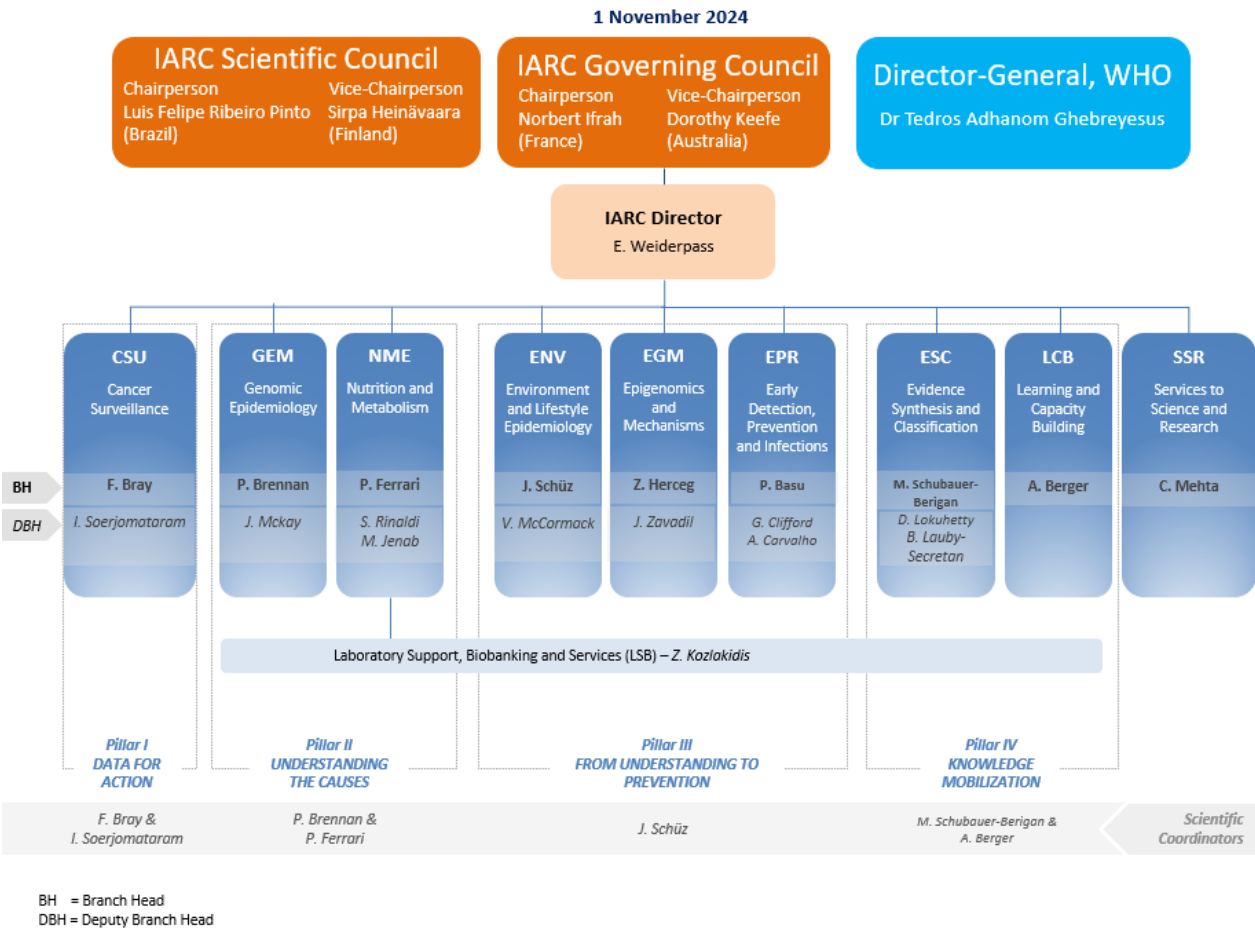 1 November 2024
IARC Scientific Council
Chairperson
Luis Felipe Ribeiro Pinto
(Brazil)
Vice-Chairperson
Sirpa Heinävaara
(Finland)
IARC Governing Council
Chairperson
Norbert Ifrah
(France)
Vice-Chairperson
Dorothy Keefe
(Australia)
Director-General, WHO
Dr Tedros Adhanom Ghebreyesus
IARC Director
E. Weiderpass
CSU
Cancer
Surveillance
GEM
Genomic
Epidemiology
NME
Nutrition and
Metabolism
ENV
Environment
and Lifestyle
Epidemiology
EGM
Epigenomics
and
Mechanisms
EPR
Early
Detection,
Prevention
and Infections
ESC
Evidence
Synthesis and
Classification
LCB
Learning and
Capacity
Building
SSR
Services to
Science and
Research
BH
F. Bray
P. Brennan
P. Ferrari
J. Schüz
Z. Herceg
P. Basu
M. Schubauer-
Berigan
A. Berger
C. Mehta
DBH
I. Soerjomataram
J. Mckay
S. Rinaldi
M. Jenab
V. McCormack
J. Zavadil
G. Clifford
A. Carvalho
D. Lokuhetty
B. Lauby-
Secretan
Laboratory Support, Biobanking and Services (LSB) – Z. Kozlakidis
Pillar I
DATA FOR
ACTION
Pillar II
UNDERSTANDING
THE CAUSES
Pillar III
FROM UNDERSTANDING TO
PREVENTION
Pillar IV
KNOWLEDGE
MOBILIZATION
F. Bray &
I. Soerjomataram
P. Brennan &
P. Ferrari
J. Schüz
M. Schubauer-Berigan &
A. Berger
Scientific
Coordinators
BH = Branch Head
DBH = Deputy Branch Head